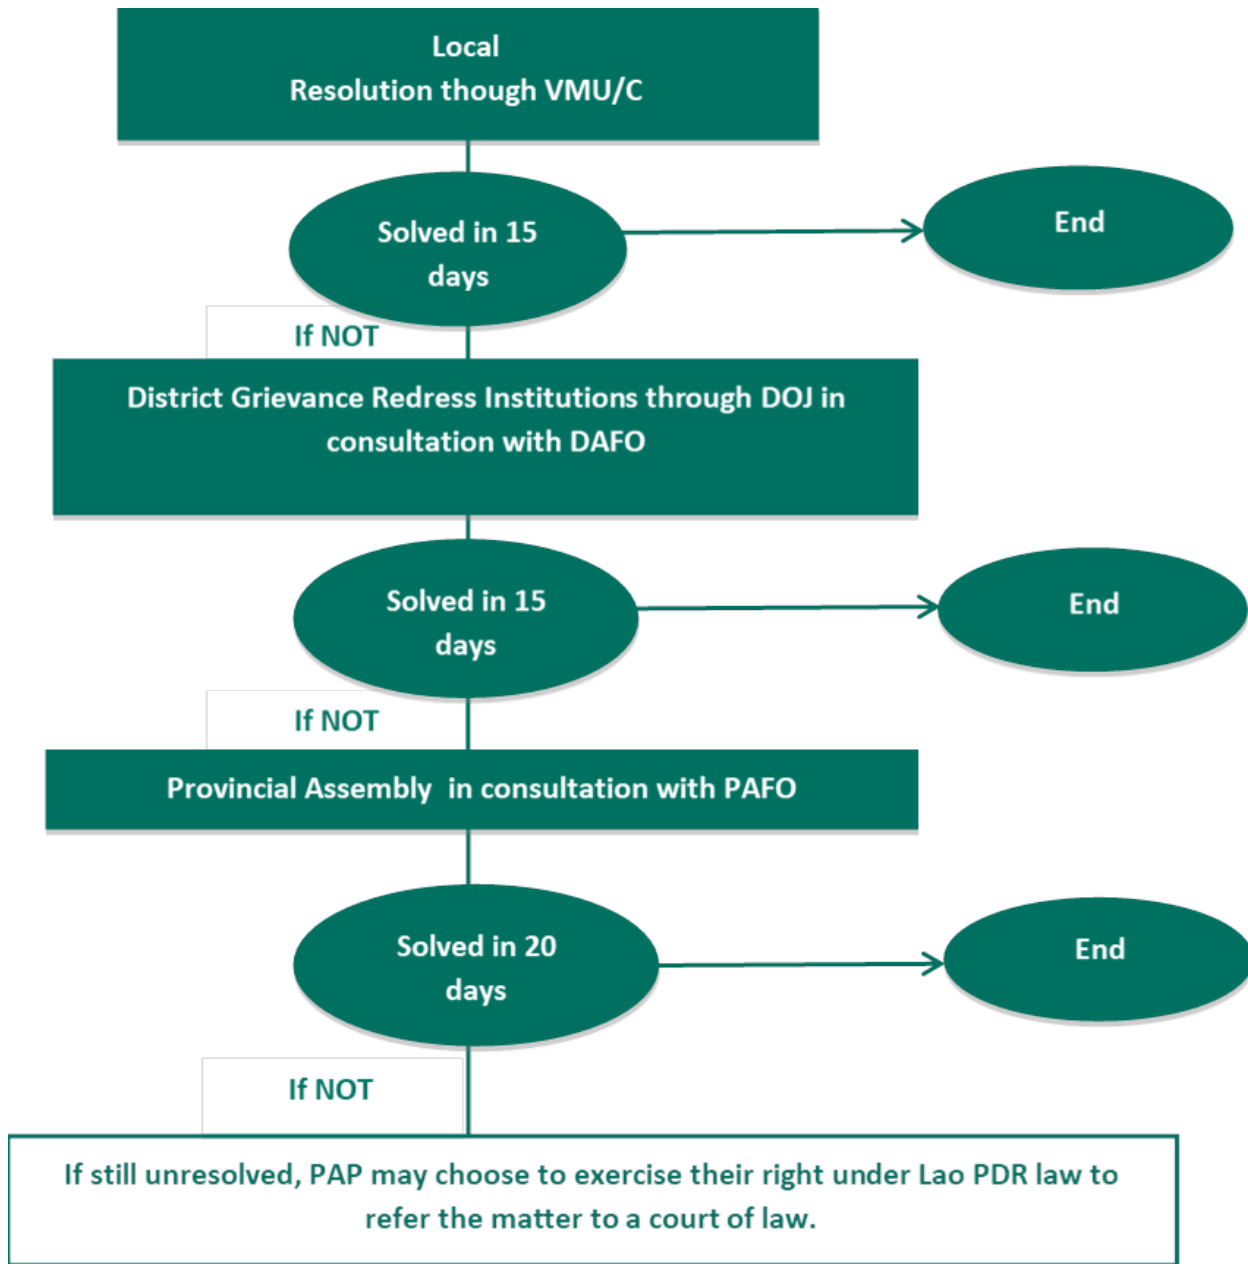 Local
Resolution though VMU/C
Solved in 15
days
End
If NOT
District Grievance Redress Institutions through DOJ in
consultation with DAFO
Solved in 15
days
End
If NOT
Provincial Assembly  in consultation with PAFO
Solved in 20
days
End
If NOT
If still unresolved, PAP may choose to exercise their right under Lao PDR law to
refer the matter to a court of law.